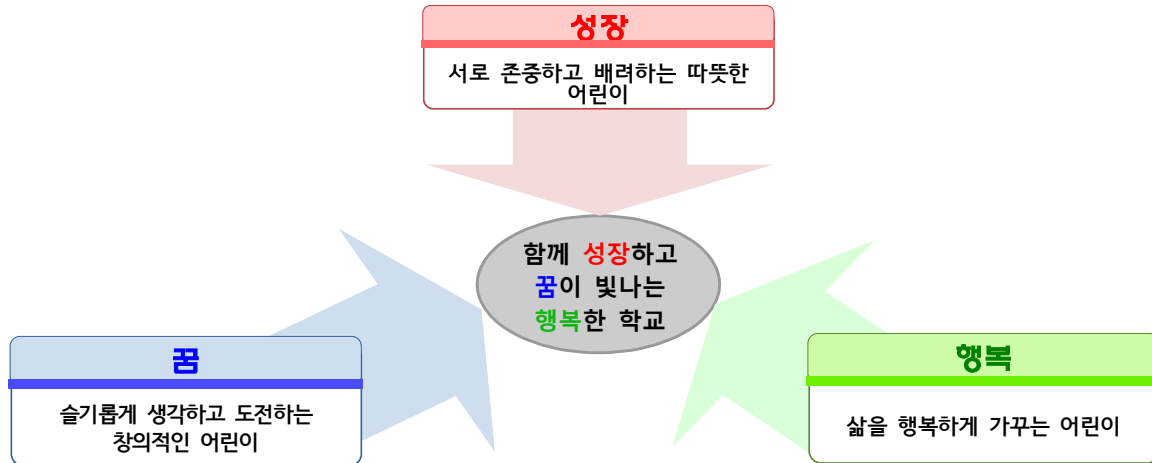 성장
서로 존중하고 배려하는 따뜻한
어린이
함께 성장하고
꿈이 빛나는
행복한 학교
꿈
슬기롭게 생각하고 도전하는
창의적인 어린이
행복
삶을 행복하게 가꾸는 어린이